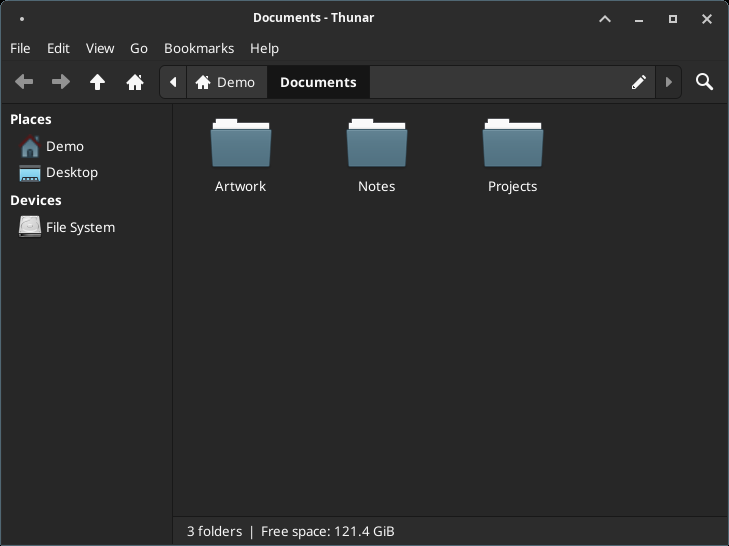 Documents - Thunar
File Edit View Go Bookmarks Help
Demo Documents
Places
Demo
Desktop
Devices
File System
Artwork Notes Projects
3 folders | Free space: 121.4 GiB